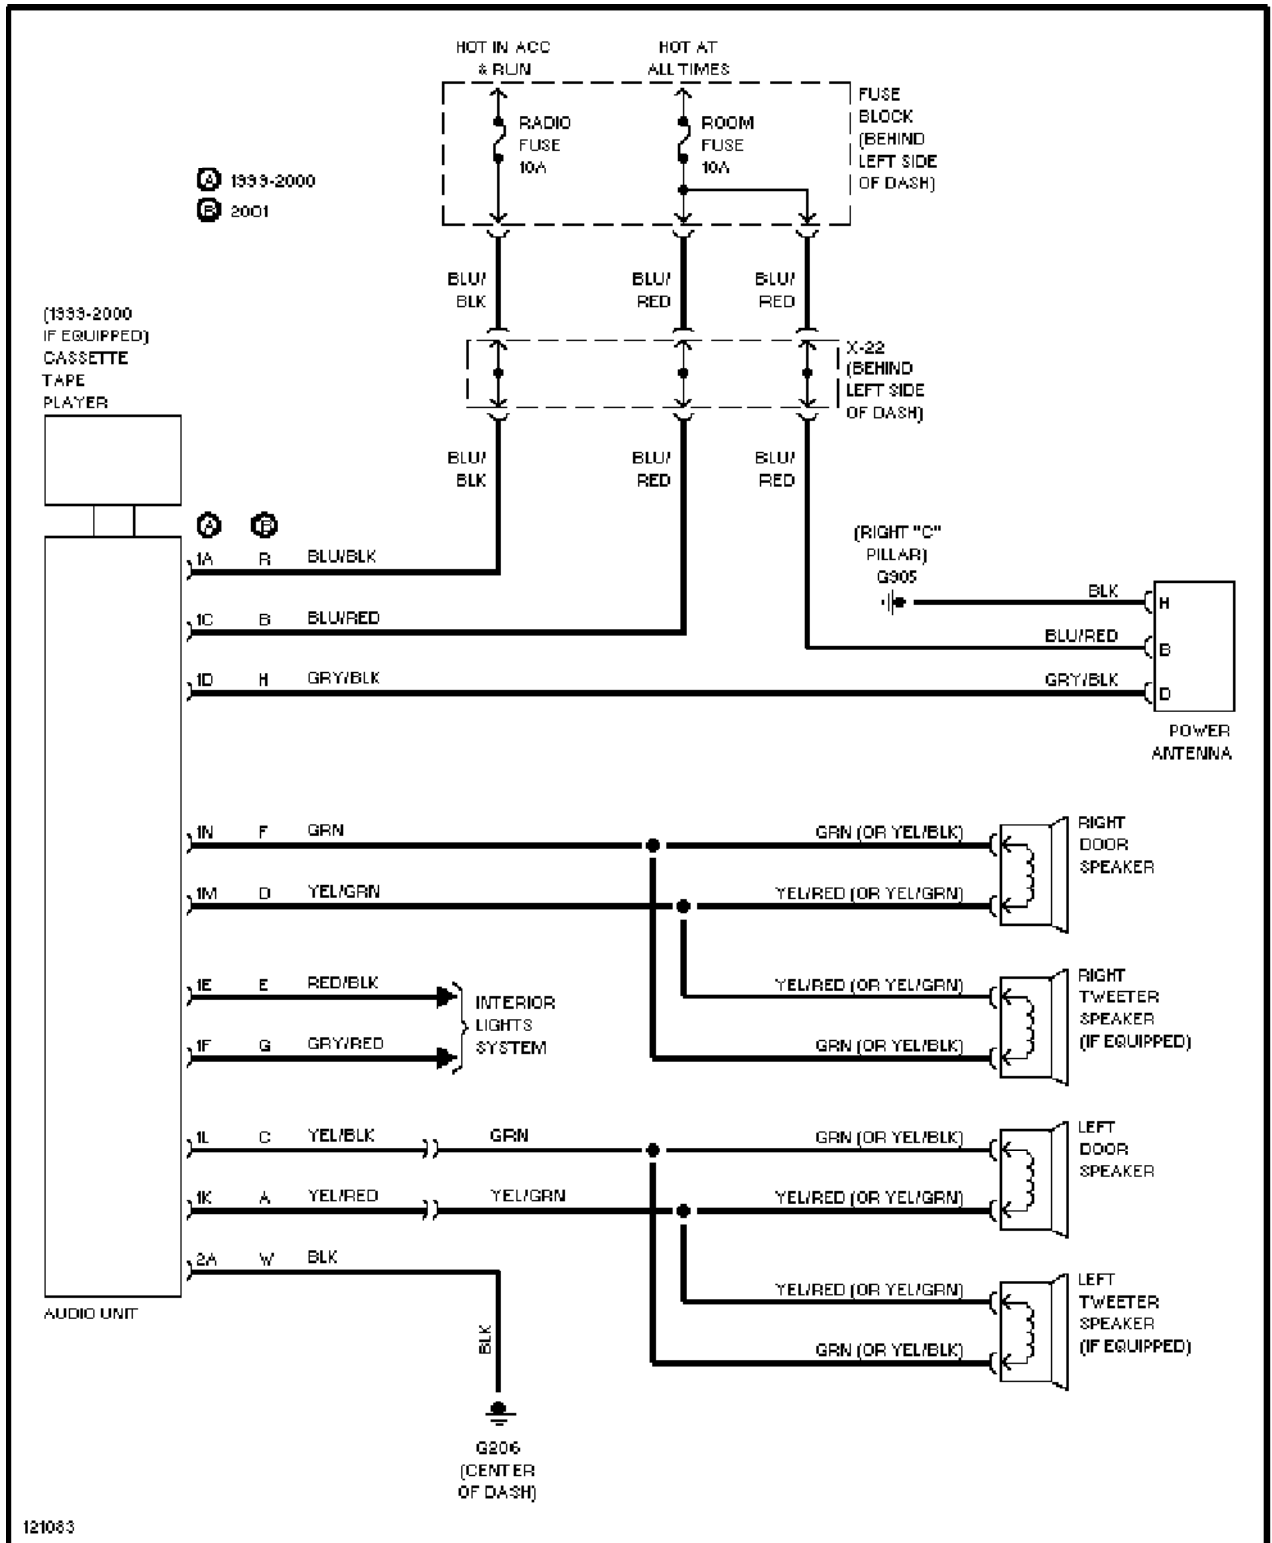 HOT IN ACC
& RUN
HOT AT
ALL TIMES
FUSE
BLOCK
(BEHIND
LEFT SIDE
OF DASH)
RADIO
FUSE
10A
ROOM
FUSE
10A
A 1999-2000
B 2001
BLU/
BLK
BLU/
RED
BLU/
RED
(1999-2000
IF EQUIPPED)
CASSETTE
TAPE
PLAYER
X-22
(BEHIND
LEFT SIDE
OF DASH)
BLU/
BLK
BLU/
RED
BLU/
RED
A B
1A R BLU/BLK
1C B BLU/RED
1D H GRY/BLK
(RIGHT "C"
PILLAR)
G905
BLK H
BLU/RED B
GRY/BLK D
POWER
ANTENNA
1N F GRN GRN (OR YEL/BLK)
RIGHT
DOOR
SPEAKER
1M D YEL/GRN YEL/RED (OR YEL/GRN)
1E E RED/BLK
1F G GRY/RED
INTERIOR
LIGHTS
SYSTEM
YEL/RED (OR YEL/GRN)
GRN (OR YEL/BLK)
RIGHT
TWEETER
SPEAKER
(IF EQUIPPED)
1L C YEL/BLK GRN GRN (OR YEL/BLK)
LEFT
DOOR
SPEAKER
1K A YEL/RED YEL/GRN YEL/RED (OR YEL/GRN)
2A W BLK
AUDIO UNIT
YEL/RED (OR YEL/GRN)
GRN (OR YEL/BLK)
LEFT
TWEETER
SPEAKER
(IF EQUIPPED)
BLK
G206
(CENTER
OF DASH)
121083